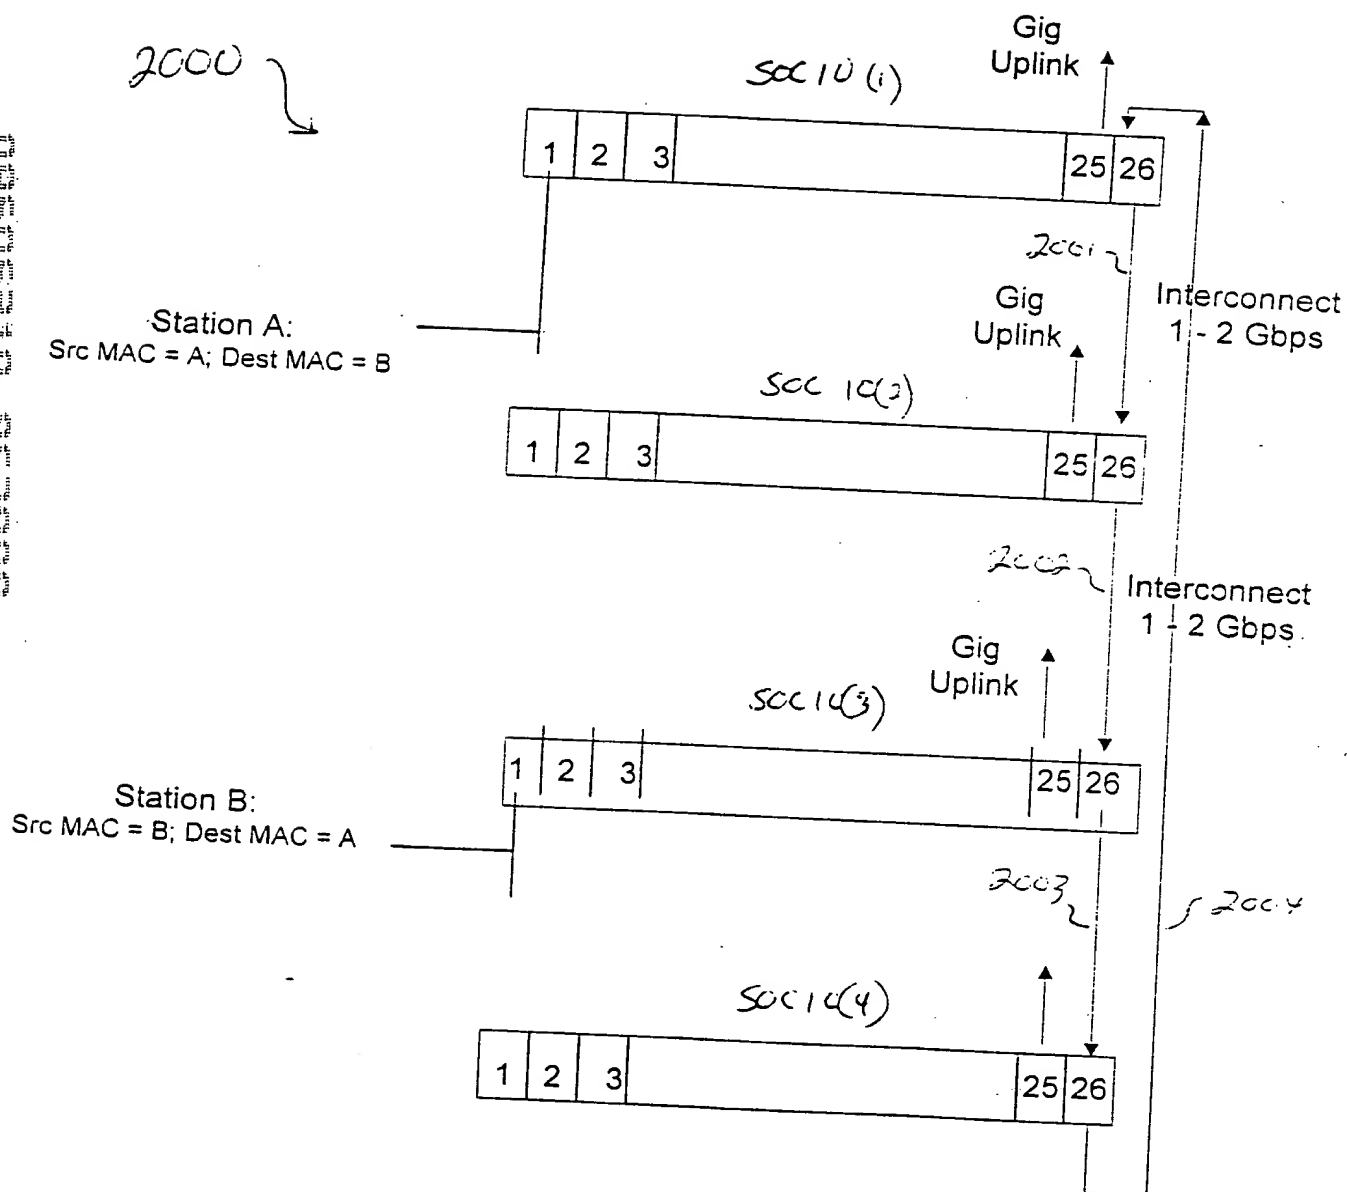 2000
SOC 10 (1)
Gig
Uplink
1 2 3 25 26
2001
Interconnect
1 - 2 Gbps
Station A:
Src MAC = A; Dest MAC = B
Gig
Uplink
SOC 10(2)
1 2 3 25 26
2002
Interconnect
1 - 2 Gbps
Gig
Uplink
SOC 10(3)
1 2 3 25 26
Station B:
Src MAC = B; Dest MAC = A
2003
2004
SOC 10(4)
1 2 3 25 26